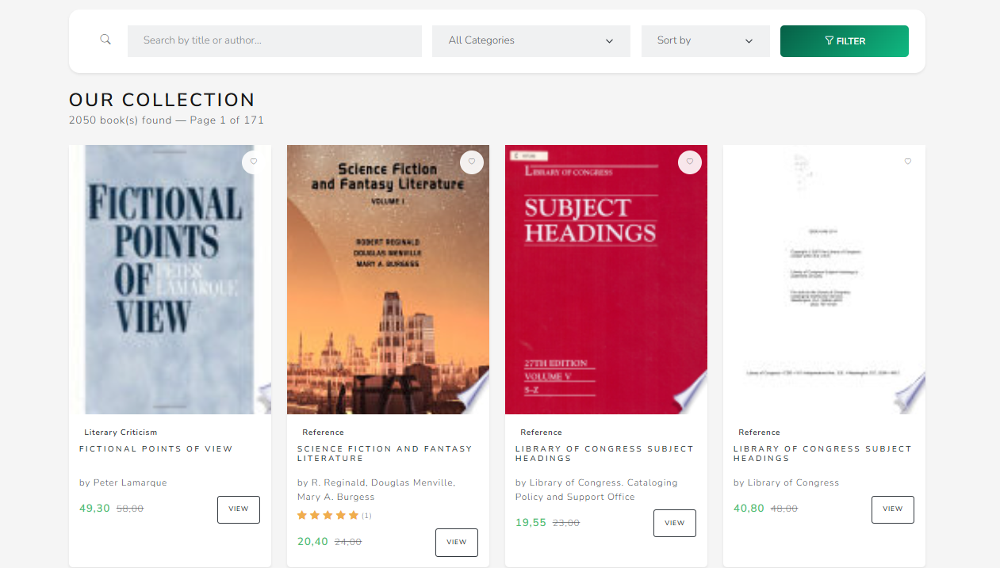 Search by title or author...
All Categories
Sort by
FILTER
OUR COLLECTION
2050 book(s) found — Page 1 of 171
FICTIONAL
POINTS
OF
PETER
LAMARQUE
VIEW
Science Fiction
and Fantasy Literature
VOLUME I
ROBERT REGINALD
DOUGLAS MENVILLE
MARY A. BURGESS
LIBRARY OF CONGRESS
SUBJECT
HEADINGS
27TH EDITION
VOLUME V
S–Z
Literary Criticism
FICTIONAL POINTS OF VIEW
by Peter Lamarque
49,30 58,00
VIEW
Reference
SCIENCE FICTION AND FANTASY
LITERATURE
by R. Reginald, Douglas Menville,
Mary A. Burgess
(1)
20,40 24,00
VIEW
Reference
LIBRARY OF CONGRESS SUBJECT
HEADINGS
by Library of Congress. Cataloging
Policy and Support Office
19,55 23,00
VIEW
Reference
LIBRARY OF CONGRESS SUBJECT
HEADINGS
by Library of Congress
40,80 48,00
VIEW